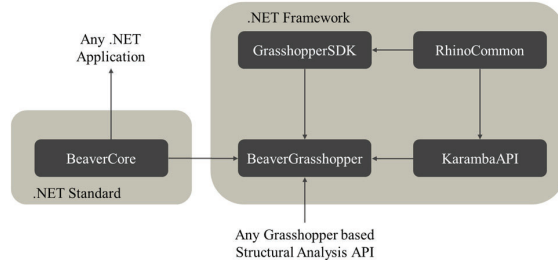 .NET Framework
Any .NET
Application
GrasshopperSDK
RhinoCommon
BeaverCore
BeaverGrasshopper
KarambaAPI
.NET Standard
Any Grasshopper based
Structural Analysis API